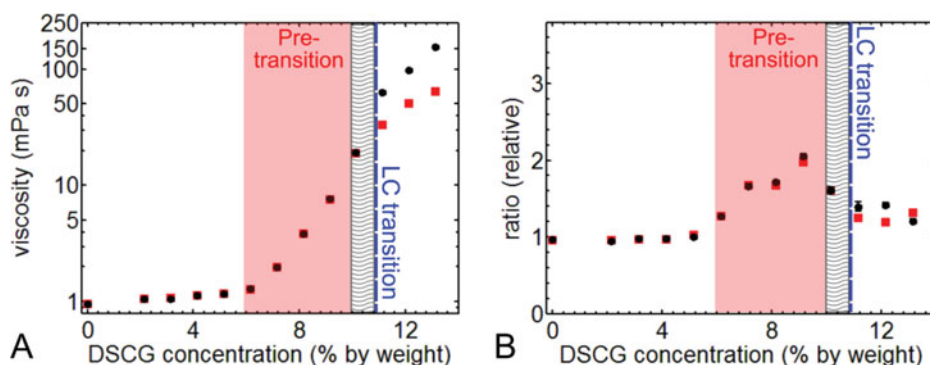 250
150
100
50
10
5
1
viscosity (mPa s)
Pre-
transition
LC transition
0
4
8
12
DSCG concentration (% by weight)
A
3
2
1
0
ratio (relative)
Pre-
transition
LC transition
0
4
8
12
DSCG concentration (% by weight)
B